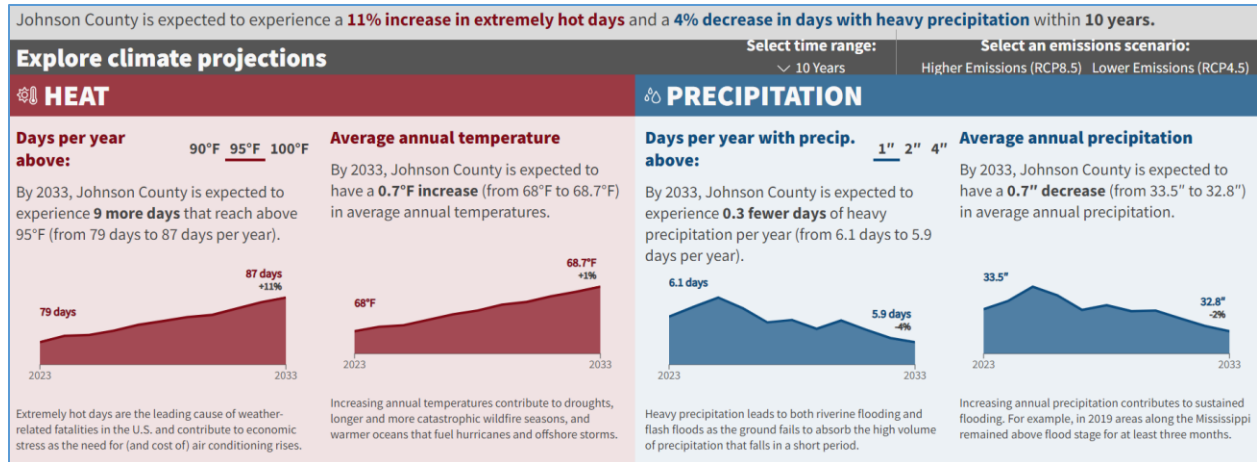 Johnson County is expected to experience a 11% increase in extremely hot days and a 4% decrease in days with heavy precipitation within 10 years.
Explore climate projections
Select time range:
10 Years
Select an emissions scenario:
Higher Emissions (RCP8.5) Lower Emissions (RCP4.5)
HEAT
Days per year
above:
90°F 95°F 100°F
By 2033, Johnson County is expected to
experience 9 more days that reach above
95°F (from 79 days to 87 days per year).
79 days
87 days
+11%
2023
2033
Extremely hot days are the leading cause of weather-
related fatalities in the U.S. and contribute to economic
stress as the need for (and cost of) air conditioning rises.
Average annual temperature
By 2033, Johnson County is expected to
have a 0.7°F increase (from 68°F to 68.7°F)
in average annual temperatures.
68°F
68.7°F
+1%
2023
2033
Increasing annual temperatures contribute to droughts,
longer and more catastrophic wildfire seasons, and
warmer oceans that fuel hurricanes and offshore storms.
PRECIPITATION
Days per year with precip.
above:
1″ 2″ 4″
By 2033, Johnson County is expected to
experience 0.3 fewer days of heavy
precipitation per year (from 6.1 days to 5.9
days per year).
6.1 days
5.9 days
-4%
2023
2033
Heavy precipitation leads to both riverine flooding and
flash floods as the ground fails to absorb the high volume
of precipitation that falls in a short period.
Average annual precipitation
By 2033, Johnson County is expected to
have a 0.7″ decrease (from 33.5″ to 32.8″)
in average annual precipitation.
33.5″
32.8″
-2%
2023
2033
Increasing annual precipitation contributes to sustained
flooding. For example, in 2019 areas along the Mississippi
remained above flood stage for at least three months.